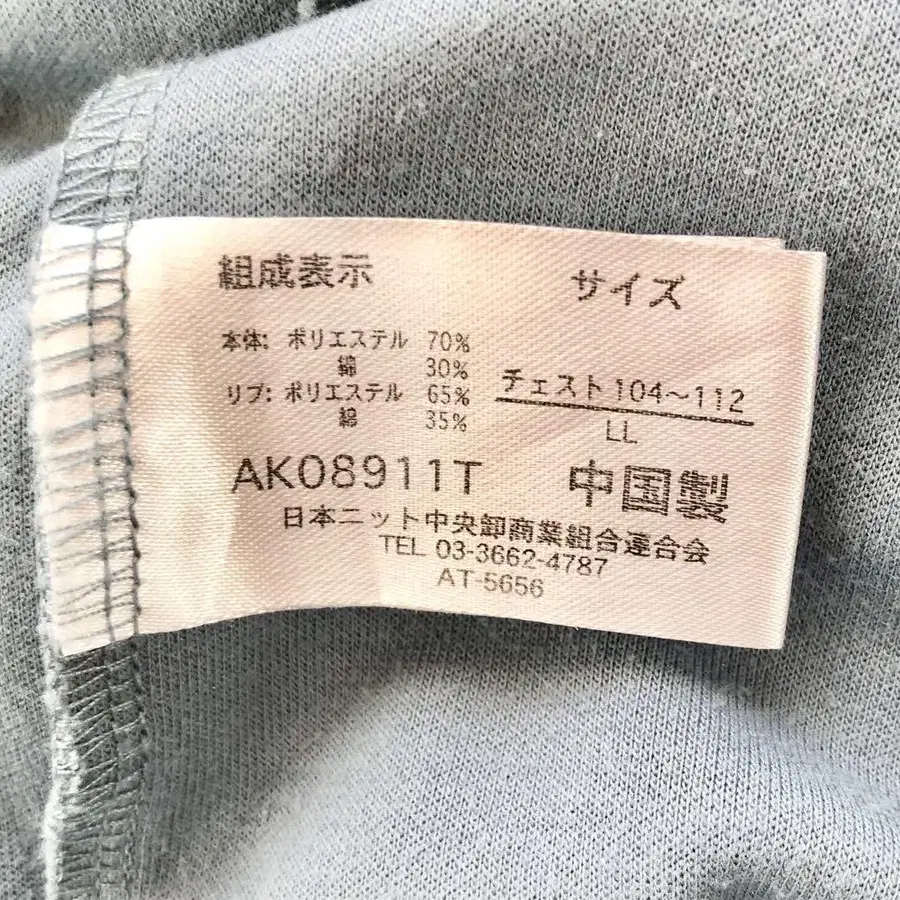 組成表示
本体: ポリエステル 70%
綿 30%
リブ: ポリエステル 65%
綿 35%
サイズ
チェスト 104〜112
LL
AK08911T 中国製
日本ニット中央卸商業組合連合会
TEL 03-3662-4787
AT-5656